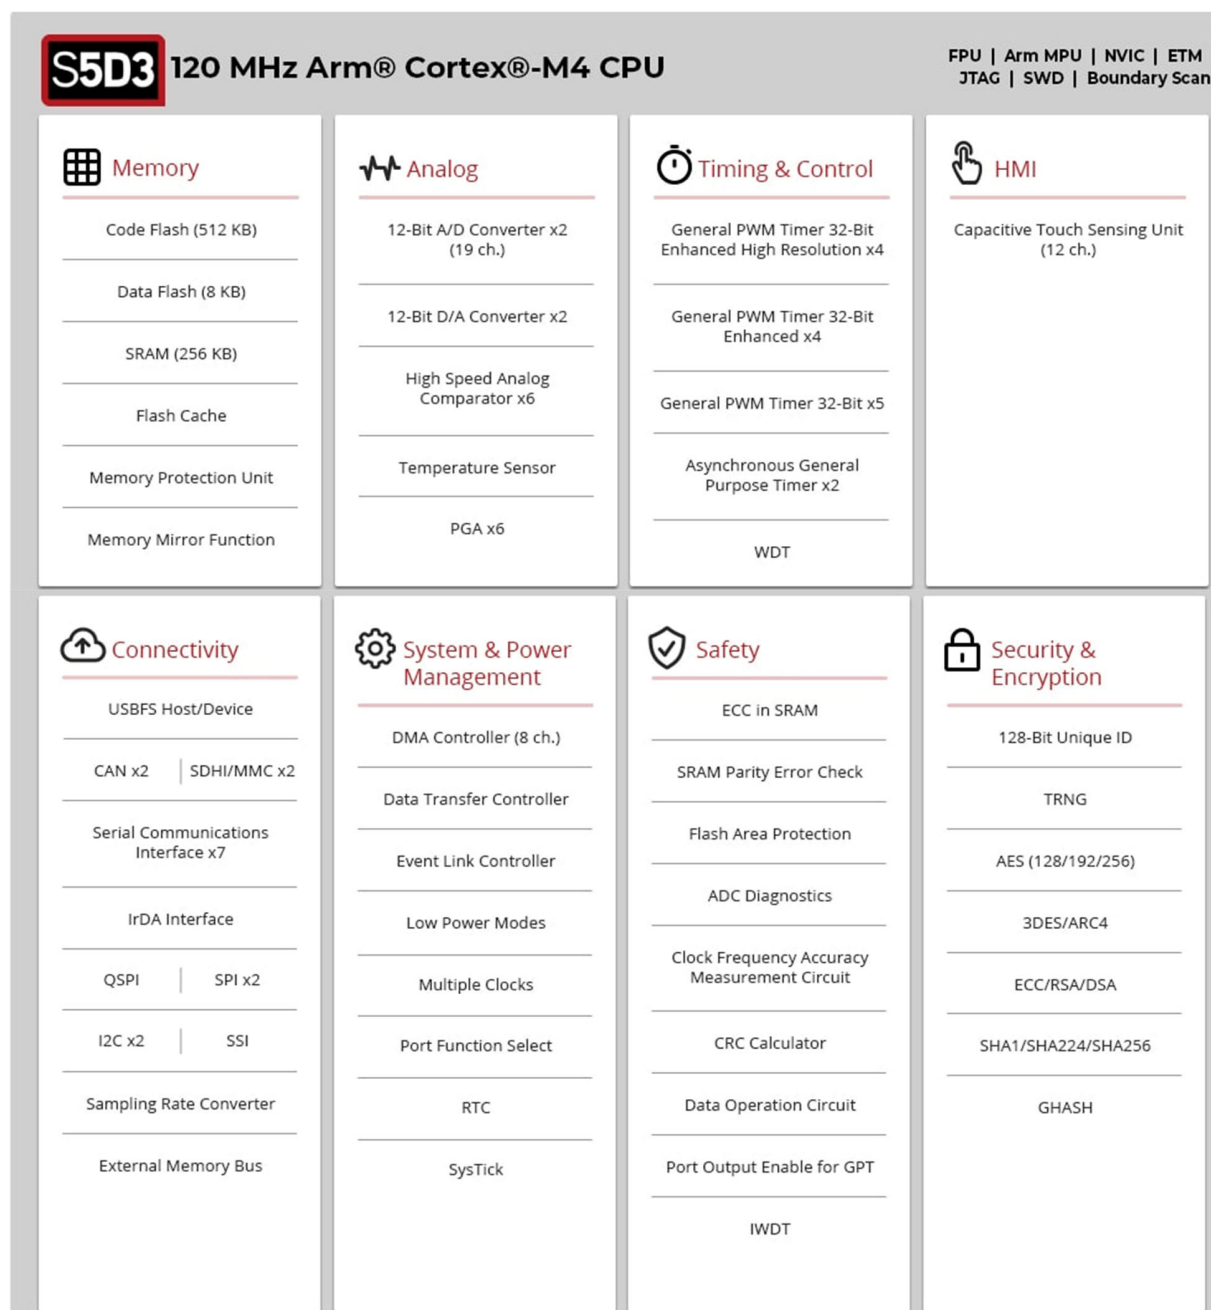 S5D3 120 MHz Arm® Cortex®-M4 CPU
FPU | Arm MPU | NVIC | ETM
JTAG | SWD | Boundary Scan
Memory
Code Flash (512 KB)
Data Flash (8 KB)
SRAM (256 KB)
Flash Cache
Memory Protection Unit
Memory Mirror Function
Analog
12-Bit A/D Converter x2
(19 ch.)
12-Bit D/A Converter x2
High Speed Analog
Comparator x6
Temperature Sensor
PGA x6
Timing & Control
General PWM Timer 32-Bit
Enhanced High Resolution x4
General PWM Timer 32-Bit
Enhanced x4
General PWM Timer 32-Bit x5
Asynchronous General
Purpose Timer x2
WDT
HMI
Capacitive Touch Sensing Unit
(12 ch.)
Connectivity
USBFS Host/Device
CAN x2 | SDHI/MMC x2
Serial Communications
Interface x7
IrDA Interface
QSPI | SPI x2
I2C x2 | SSI
Sampling Rate Converter
External Memory Bus
System & Power
Management
DMA Controller (8 ch.)
Data Transfer Controller
Event Link Controller
Low Power Modes
Multiple Clocks
Port Function Select
RTC
SysTick
Safety
ECC in SRAM
SRAM Parity Error Check
Flash Area Protection
ADC Diagnostics
Clock Frequency Accuracy
Measurement Circuit
CRC Calculator
Data Operation Circuit
Port Output Enable for GPT
IWDT
Security &
Encryption
128-Bit Unique ID
TRNG
AES (128/192/256)
3DES/ARC4
ECC/RSA/DSA
SHA1/SHA224/SHA256
GHASH